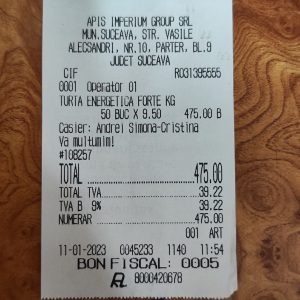 APIS IMPERIUM GROUP SRL
MUN.SUCEAVA, STR. VASILE
ALECSANDRI, NR.10, PARTER, BL.9
JUDET SUCEAVA
CIF RO31395555
0001 Operator 01
TURTA ENERGETICA FORTE KG
50 BUC X 9.50 475.00 B
Casier: Andrei Simona-Cristina
Va multumim!
#108257
TOTAL 475.00
TOTAL TVA 39.22
TVA B 9% 39.22
NUMERAR 475.00
001 ART
11-01-2023 0045233 1140 11:54
BON FISCAL: 0005
8000420678